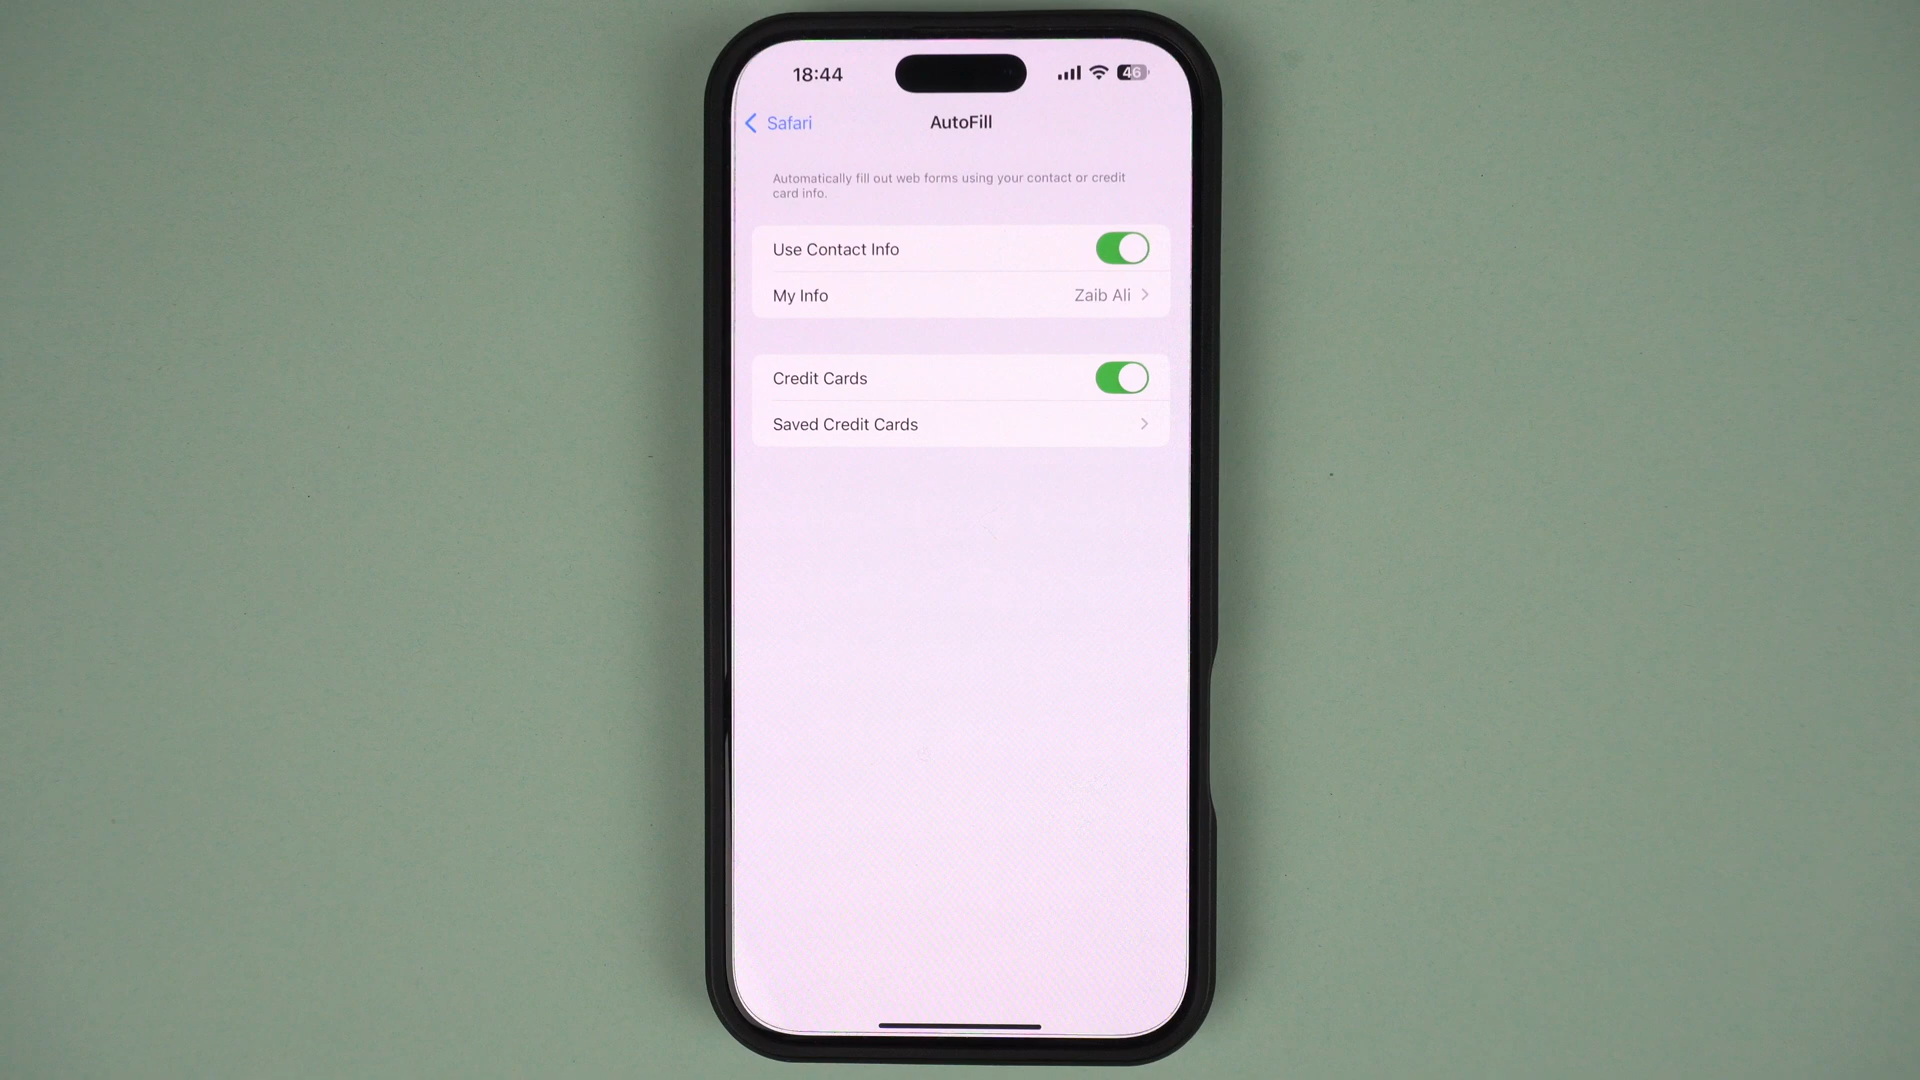 18:44
46
Safari
AutoFill
Automatically fill out web forms using your contact or credit
card info.
Use Contact Info
My Info
Zaib Ali
Credit Cards
Saved Credit Cards